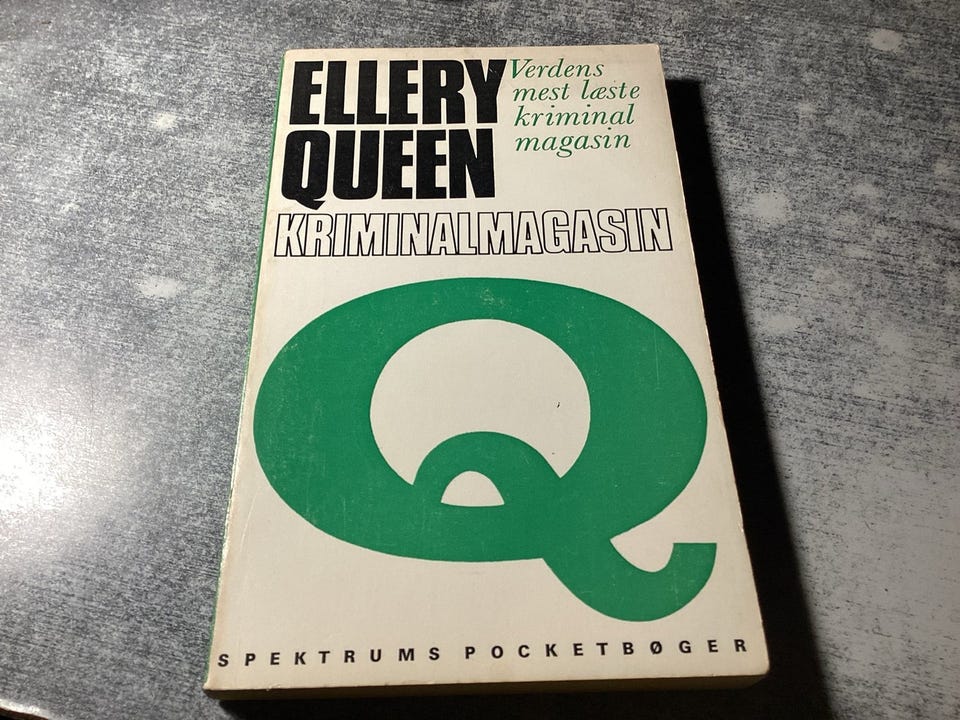 ELLERY
QUEEN
Verdens
mest læste
kriminal
magasin
KRIMINALMAGASIN
Q
SPEKTRUMS POCKETBØGER